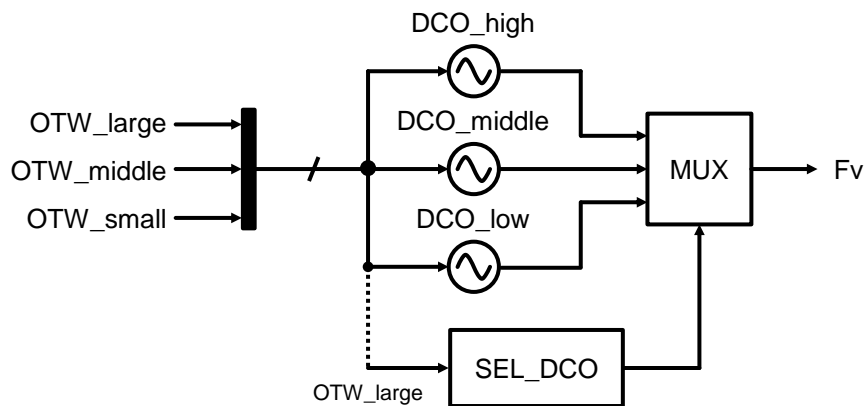 DCO_high
OTW_large
DCO_middle
OTW_middle
MUX
Fv
OTW_small
DCO_low
SEL_DCO
OTW_large